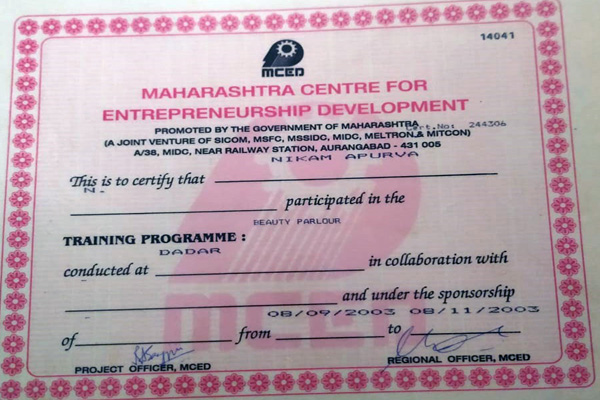 14041
MCED
MAHARASHTRA CENTRE FOR
ENTREPRENEURSHIP DEVELOPMENT
PROMOTED BY THE GOVERNMENT OF MAHARASHTRA
Cert.No: 244306
(A JOINT VENTURE OF SICOM, MSFC, MSSIDC, MIDC, MELTRON & MITCON)
A/38, MIDC, NEAR RAILWAY STATION, AURANGABAD - 431 005
NIKAM APURVA
This is to certify that
N.
participated in the
BEAUTY PARLOUR
TRAINING PROGRAMME :
DADAR
conducted at in collaboration with
and under the sponsorship
08/09/2003 08/11/2003
of from to
PROJECT OFFICER, MCED REGIONAL OFFICER, MCED
MCED